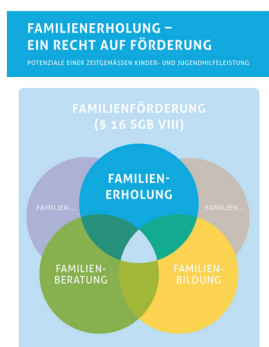 FAMILIENERHOLUNG –
EIN RECHT AUF FÖRDERUNG
POTENZIALE EINER ZEITGEMÄSSEN KINDER- UND JUGENDHILFELEISTUNG
FAMILIENFÖRDERUNG
(§ 16 SGB VIII)
FAMILIEN-
ERHOLUNG
FAMILIEN...
FAMILIEN...
FAMILIEN-
BERATUNG
FAMILIEN-
BILDUNG